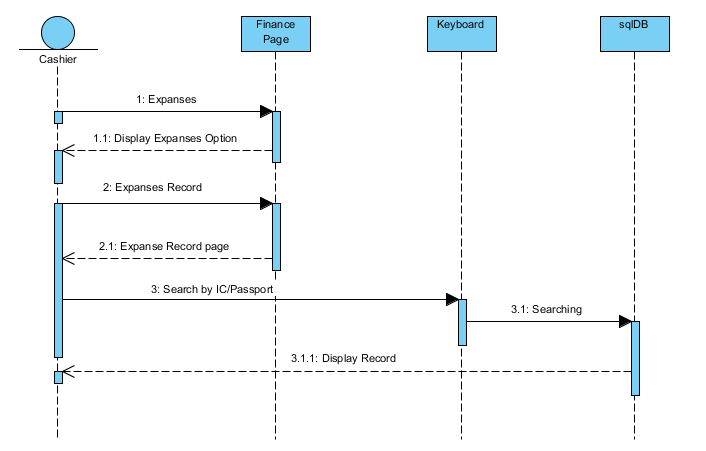 Finance
Page
Keyboard
sqlDB
Cashier
1: Expanses
1.1: Display Expanses Option
2: Expanses Record
2.1: Expanse Record page
3: Search by IC/Passport
3.1: Searching
3.1.1: Display Record